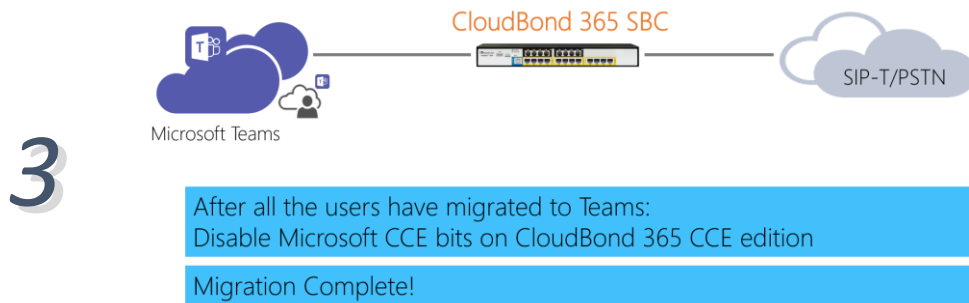 CloudBond 365 SBC
SIP-T/PSTN
Microsoft Teams
3
After all the users have migrated to Teams:
Disable Microsoft CCE bits on CloudBond 365 CCE edition
Migration Complete!